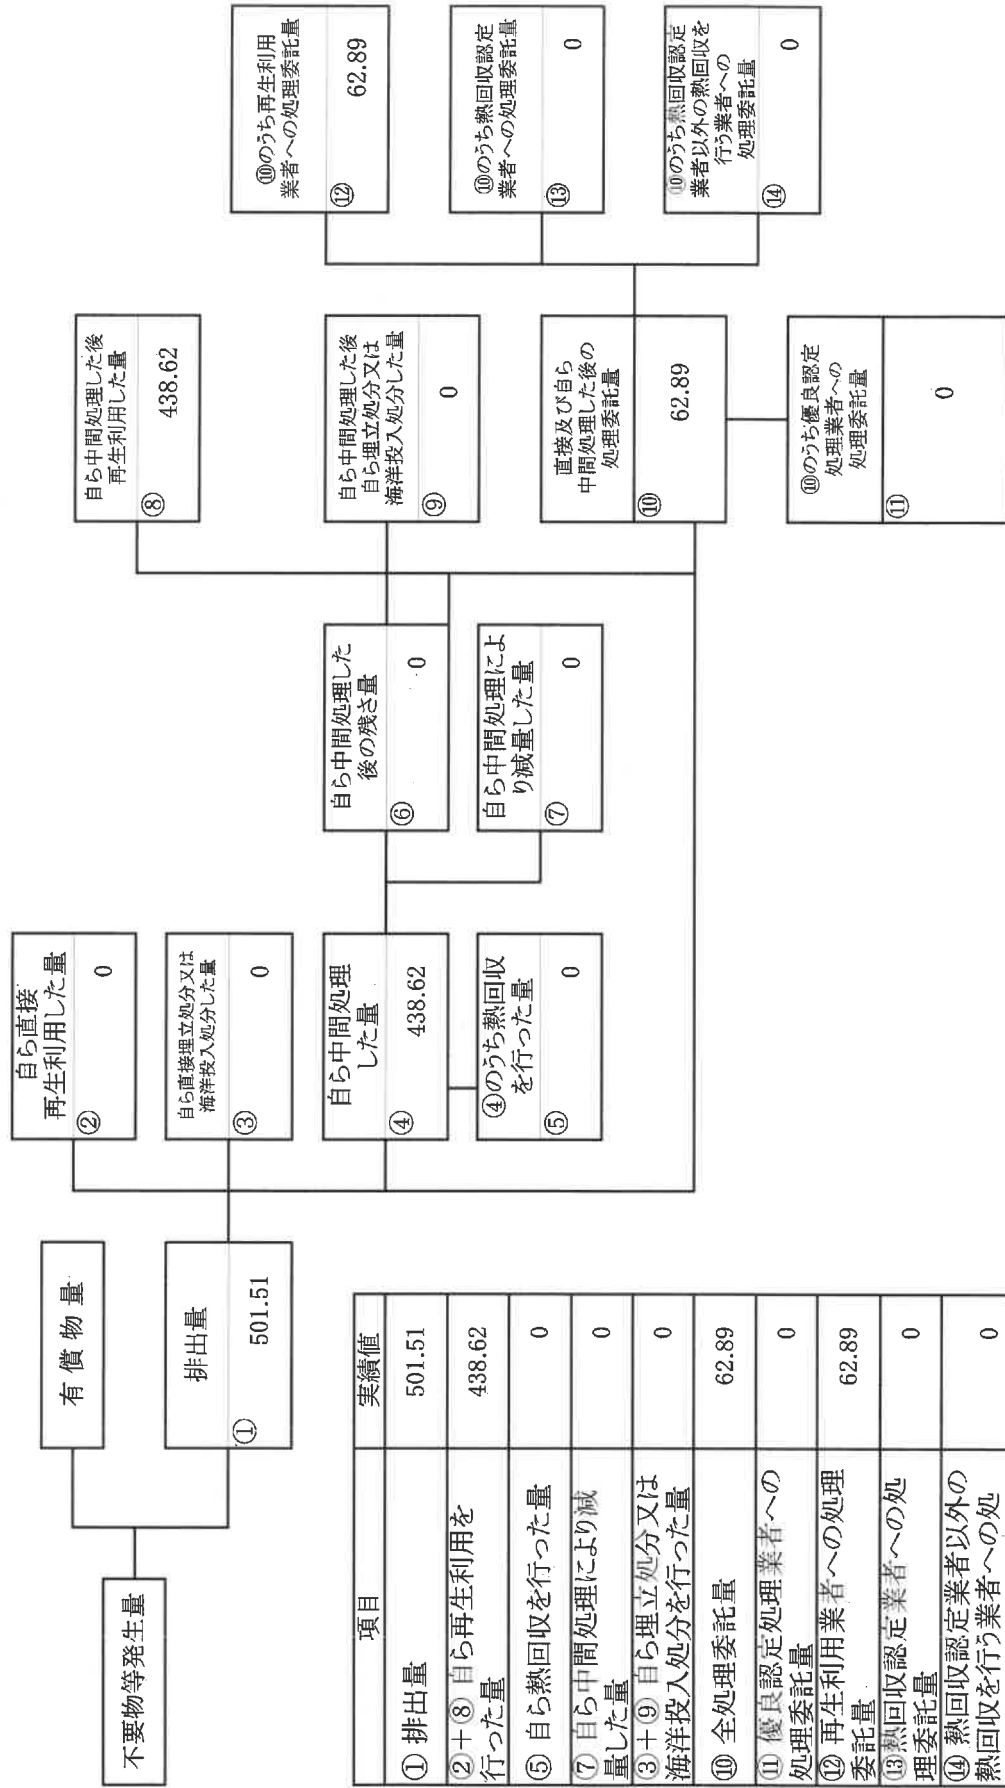 不要物等発生量
有償物量
排出量
①
501.51
自ら直接
再生利用した量
②
0
自ら直接埋立処分又は
海洋投入処分した量
③
0
自ら中間処理
した量
④
438.62
④のうち熱回収
を行った量
⑤
0
自ら中間処理した
後の残さ量
⑥
0
自ら中間処理によ
り減量した量
⑦
0
自ら中間処理した後
再生利用した量
⑧
438.62
自ら中間処理した後
自ら埋立処分又は
海洋投入処分した量
⑨
0
直接及び自ら
中間処理した後の
処理委託量
⑩
62.89
⑩のうち優良認定
処理業者への
処理委託量
⑪
0
⑩のうち再生利用
業者への処理委託量
⑫
62.89
⑩のうち熱回収認定
業者への処理委託量
⑬
0
⑩のうち熱回収認定
業者以外の熱回収を
行う業者への
処理委託量
⑭
0
項目 実績値
① 排出量 501.51
②+⑧ 自ら再生利用を
行った量 438.62
⑤ 自ら熱回収を行った量 0
⑦ 自ら中間処理により減
量した量 0
③+⑨ 自ら埋立処分又は
海洋投入処分を行った量 0
⑩ 全処理委託量 62.89
⑪ 優良認定処理業者への
処理委託量 0
⑫ 再生利用業者への処理
委託量 62.89
⑬ 熱回収認定業者への処
理委託量 0
⑭ 熱回収認定業者以外の
熱回収を行う業者への処 0